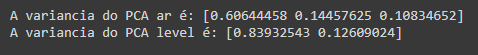 A variancia do PCA ar é: [0.60644458 0.14457625 0.10834652]
A variancia do PCA level é: [0.83932543 0.12609024]